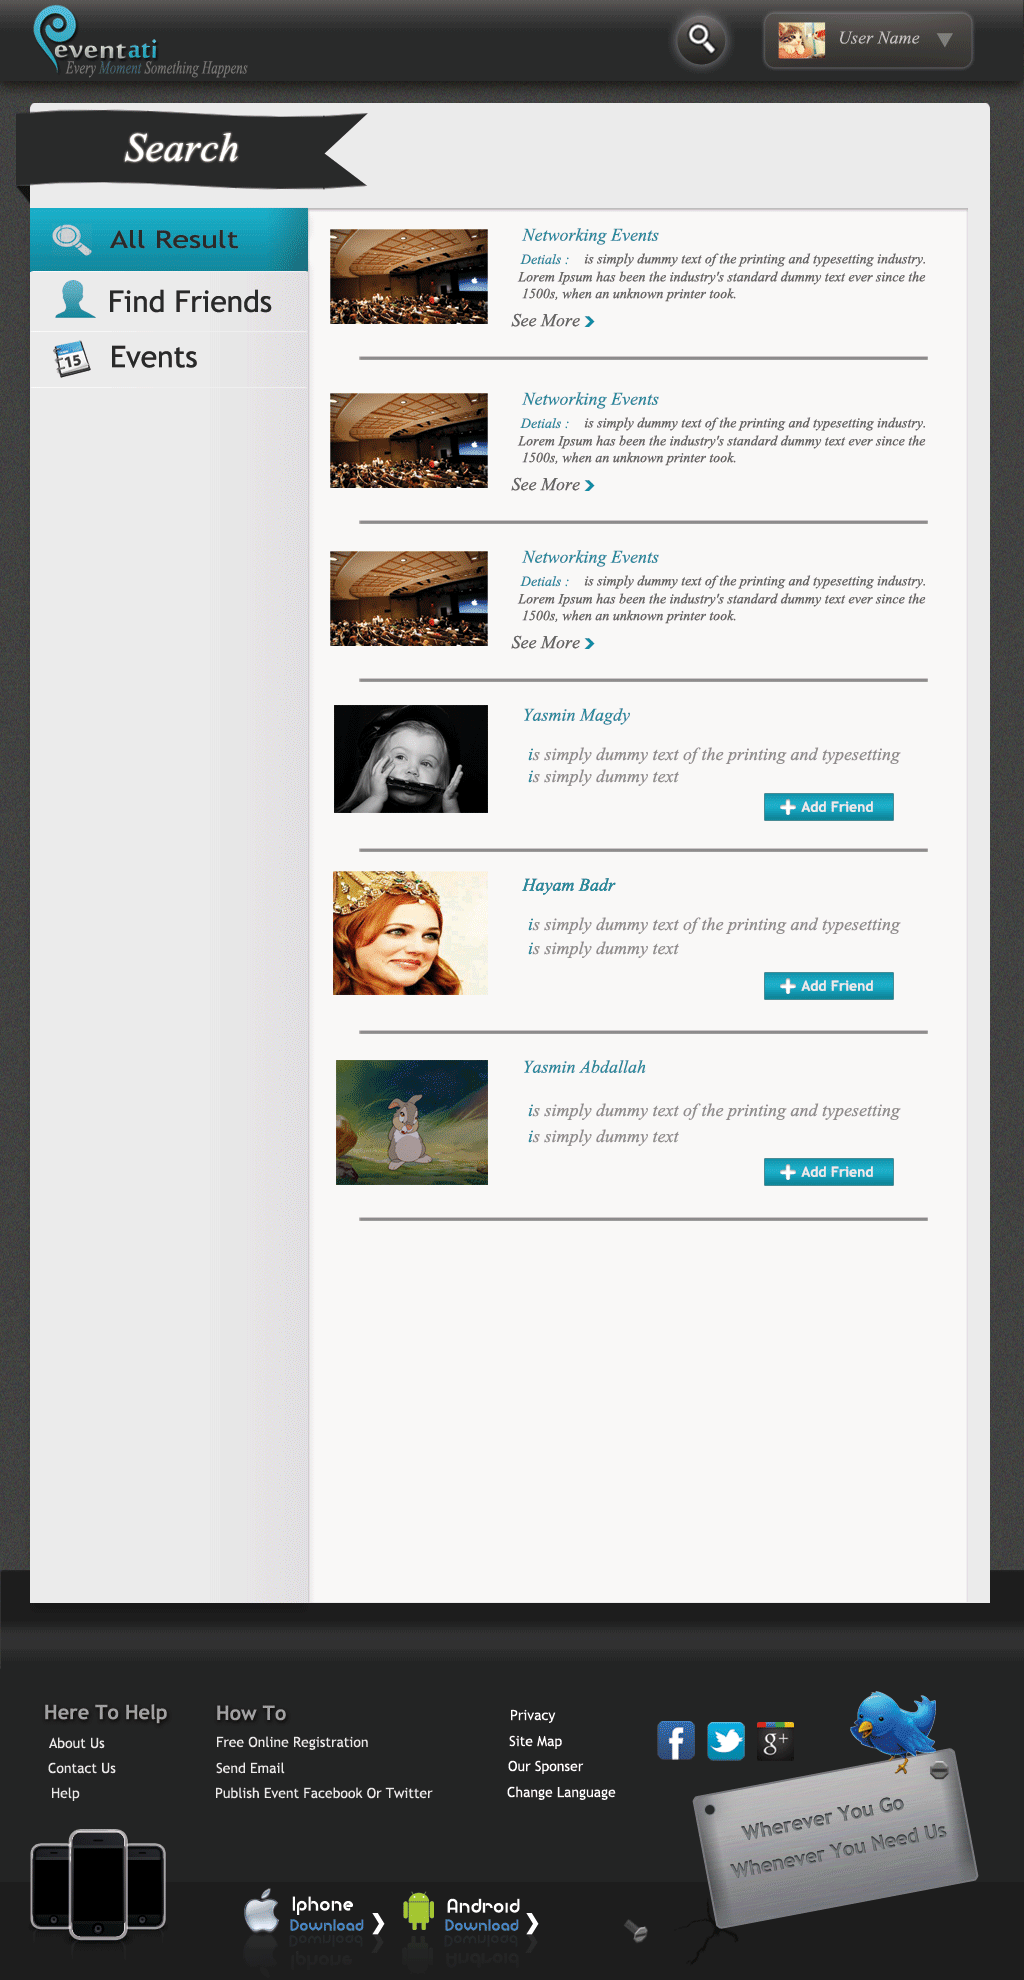 eventati
Every Moment Something Happens
User Name
Search
All Result
Find Friends
15
Events
Networking Events
Detials : is simply dummy text of the printing and typesetting industry.
Lorem Ipsum has been the industry's standard dummy text ever since the
1500s, when an unknown printer took.
See More
Networking Events
Detials : is simply dummy text of the printing and typesetting industry.
Lorem Ipsum has been the industry's standard dummy text ever since the
1500s, when an unknown printer took.
See More
Networking Events
Detials : is simply dummy text of the printing and typesetting industry.
Lorem Ipsum has been the industry's standard dummy text ever since the
1500s, when an unknown printer took.
See More
Yasmin Magdy
is simply dummy text of the printing and typesetting
is simply dummy text
Add Friend
Hayam Badr
is simply dummy text of the printing and typesetting
is simply dummy text
Add Friend
Yasmin Abdallah
is simply dummy text of the printing and typesetting
is simply dummy text
Add Friend
Here To Help
About Us
Contact Us
Help
How To
Free Online Registration
Send Email
Publish Event Facebook Or Twitter
Privacy
Site Map
Our Sponser
Change Language
f
g+
Wherever You Go
Whenever You Need Us
Iphone
Download
Android
Download